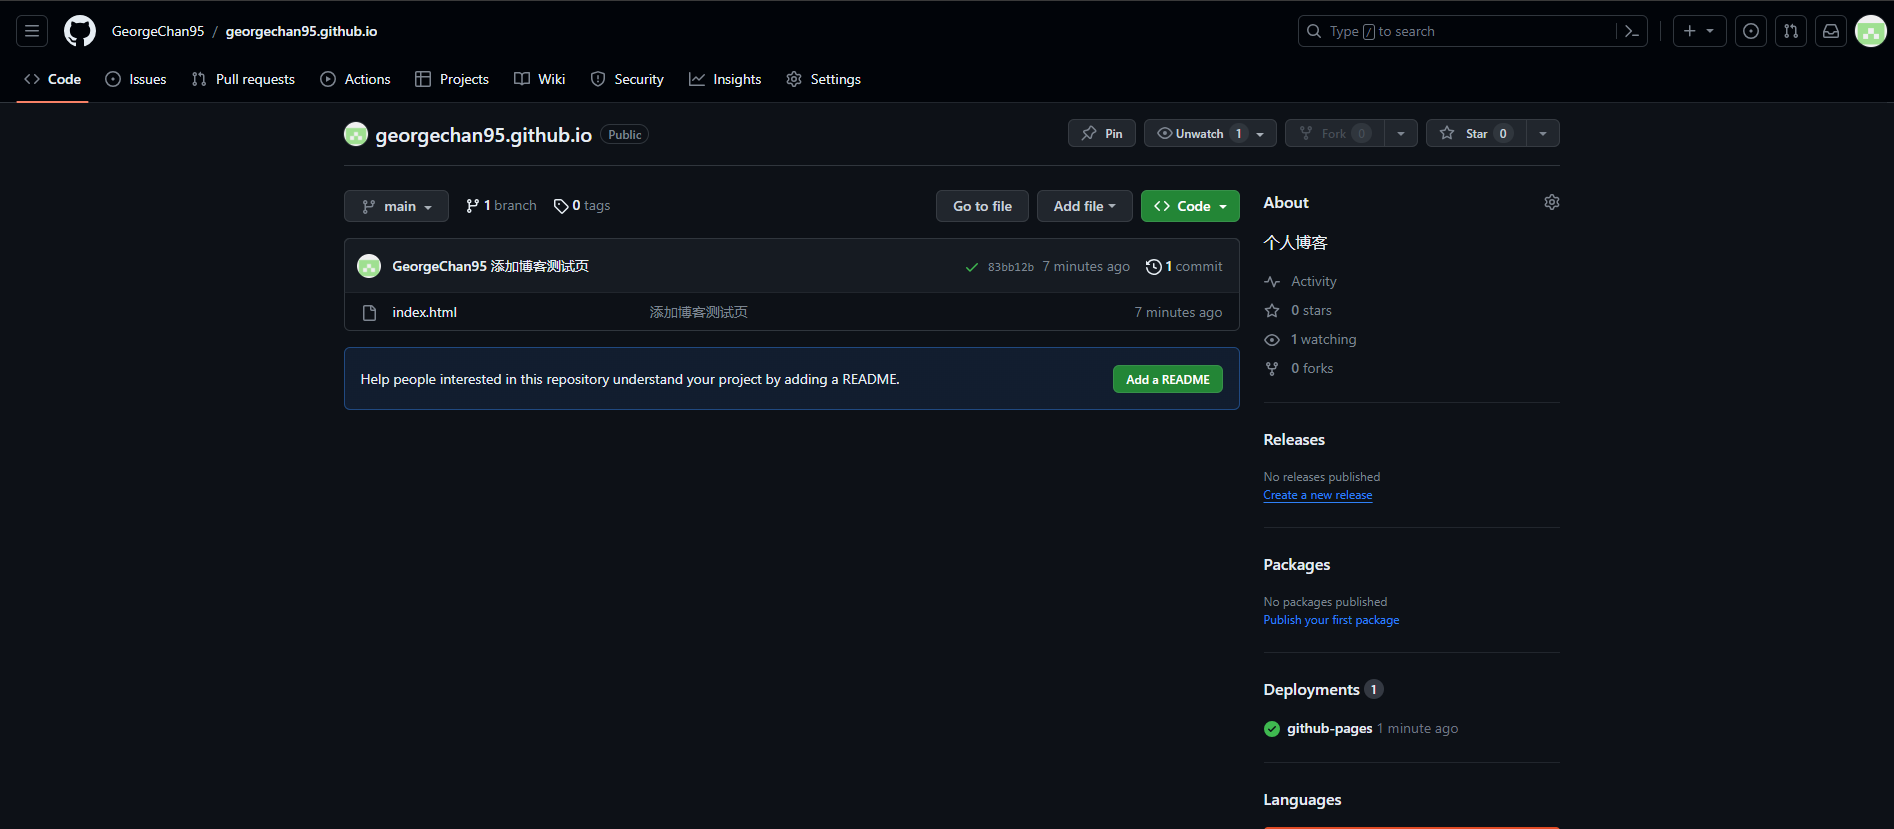 GeorgeChan95 / georgechan95.github.io
Type / to search
Code Issues Pull requests Actions Projects Wiki Security Insights Settings
georgechan95.github.io Public
Pin Unwatch 1 Fork 0 Star 0
main 1 branch 0 tags Go to file Add file Code
GeorgeChan95 添加博客测试页 83bb12b 7 minutes ago 1 commit
index.html 添加博客测试页 7 minutes ago
Help people interested in this repository understand your project by adding a README. Add a README
About
个人博客
Activity
0 stars
1 watching
0 forks
Releases
No releases published
Create a new release
Packages
No packages published
Publish your first package
Deployments 1
github-pages 1 minute ago
Languages